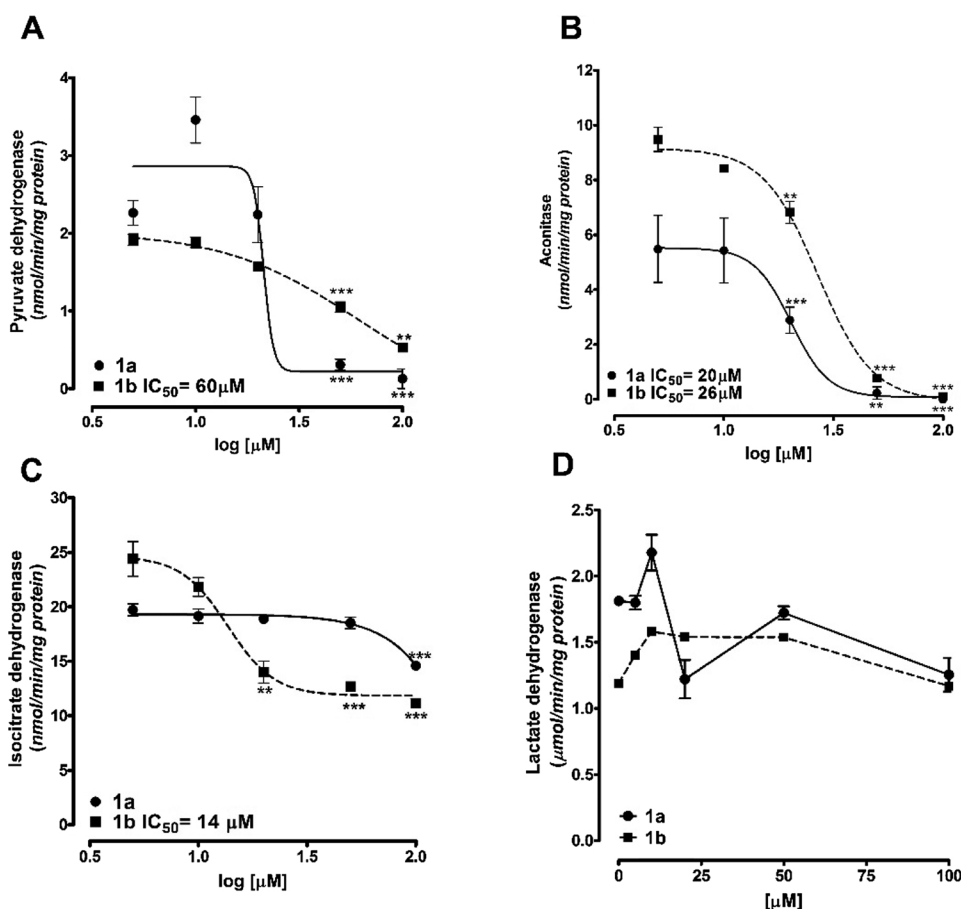 A
Pyruvate dehydrogenase
(nmol/min/mg protein)
4
3
2
1
0
***
**
***
***
1a
1b IC50= 60μM
0.5
1.0
1.5
2.0
log [μM]
B
Aconitase
(nmol/min/mg protein)
12
10
8
6
4
2
0
**
***
***
***
**
***
1a IC50= 20μM
1b IC50= 26μM
0.5
1.0
1.5
2.0
log [μM]
C
Isocitrate dehydrogenase
(nmol/min/mg protein)
30
25
20
15
10
5
0
***
**
***
***
1a
1b IC50= 14 μM
0.5
1.0
1.5
2.0
log [μM]
D
Lactate dehydrogenase
(μmol/min/mg protein)
2.5
2.0
1.5
1.0
0.5
0.0
1a
1b
0
25
50
75
100
[μM]